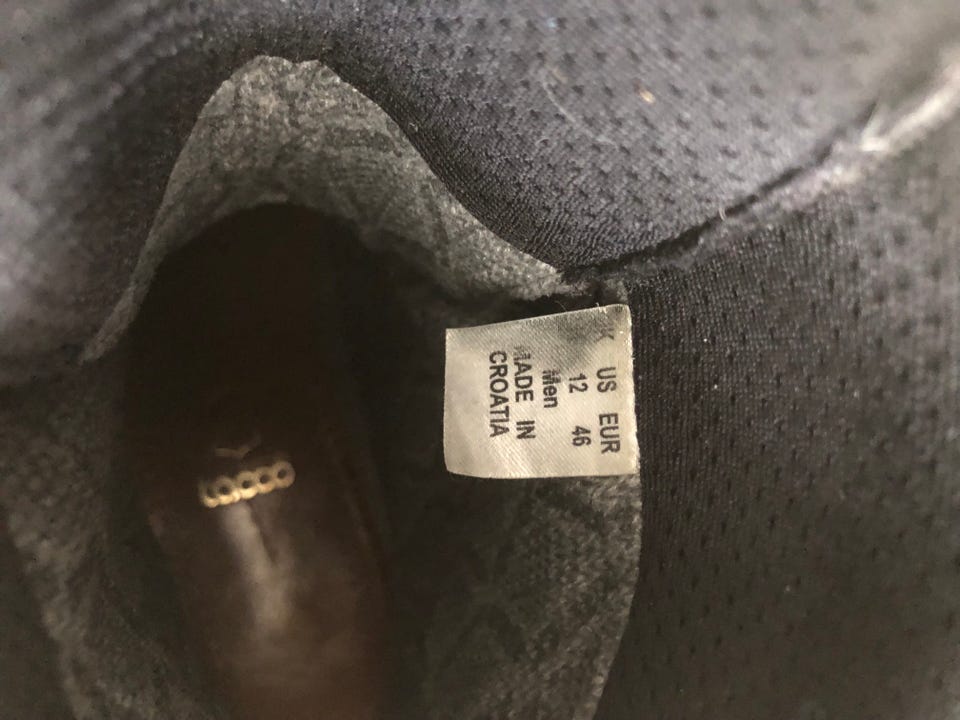 K US EUR
12 46
Men
MADE IN
CROATIA